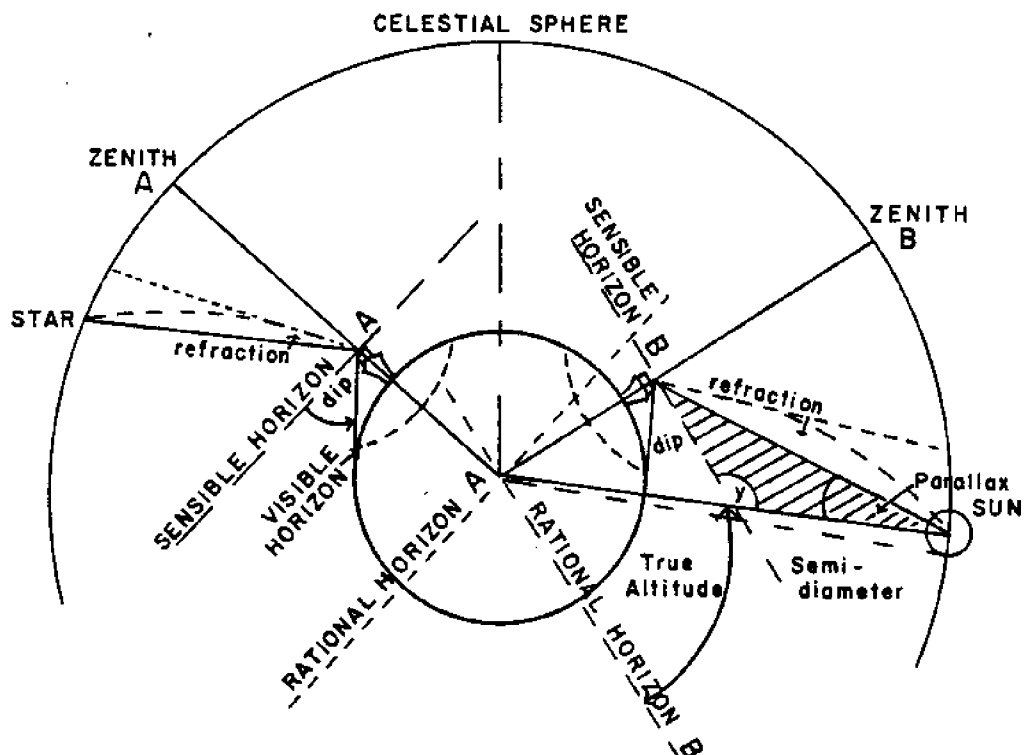 CELESTIAL SPHERE
ZENITH
A
ZENITH
B
SENSIBLE
HORIZON B
STAR
refraction
A
refraction
dip
dip
SENSIBLE HORIZON
VISIBLE
HORIZON
y
Parallax
SUN
RATIONAL HORIZON A
RATIONAL HORIZON B
True
Altitude
Semi-
diameter